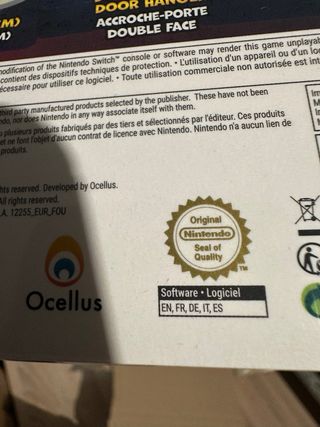 DOOR HANGER
(M) ACCROCHE-PORTE
M) DOUBLE FACE
modification of the Nintendo Switch™ console or software may render this game unplayab
contient des dispositifs techniques de protection. • L'utilisation d'un appareil ou d'un lo
écessaire pour utiliser ce logiciel. • Toute utilisation commerciale non autorisée est int
third party manufactured products selected by the publisher. These have not been
ndo, nor does Nintendo in any way associate itself with them.
u plusieurs produits fabriqués par des tiers et sélectionnés par l'éditeur. Ces produits
et ne font l'objet d'aucun contrat de licence avec Nintendo. Nintendo n'a aucun lien de
produits.
Im
M
Im
M
hts reserved. Developed by Ocellus.
All rights reserved.
.A. 12255_EUR_FOU
Original
Nintendo
Seal of
Quality
TM
Ocellus
Software • Logiciel
EN, FR, DE, IT, ES